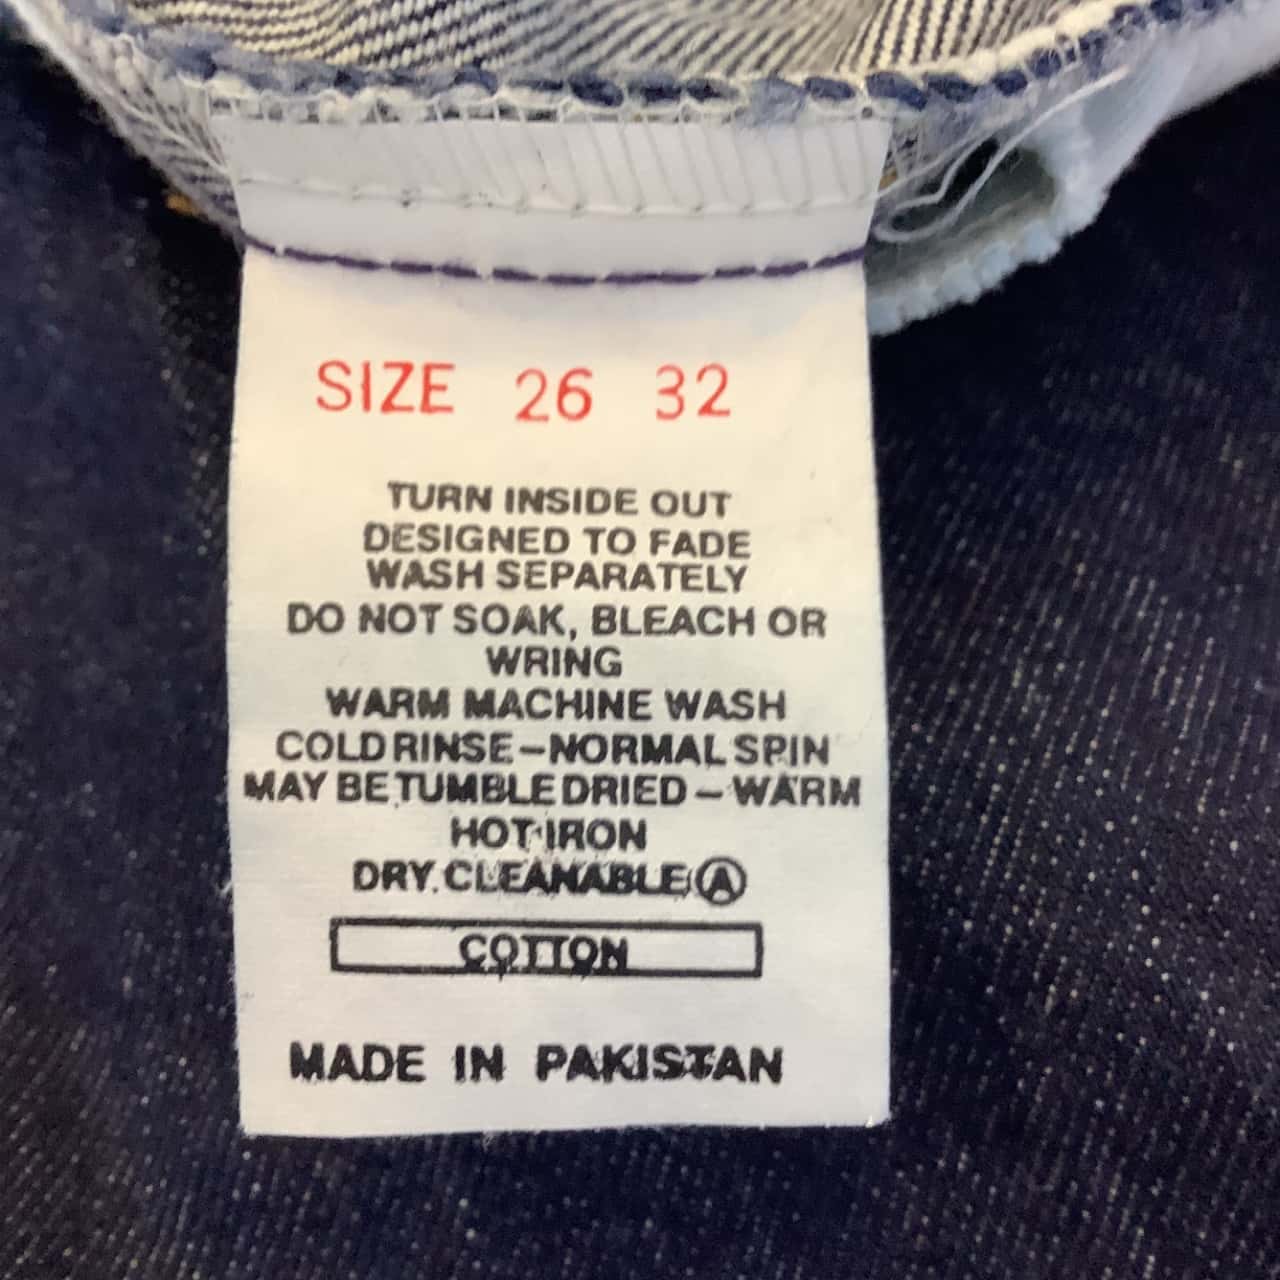 SIZE 26 32
TURN INSIDE OUT
DESIGNED TO FADE
WASH SEPARATELY
DO NOT SOAK, BLEACH OR
WRING
WARM MACHINE WASH
COLD RINSE – NORMAL SPIN
MAY BE TUMBLE DRIED – WARM
HOT IRON
DRY CLEANABLE Ⓐ
COTTON
MADE IN PAKISTAN